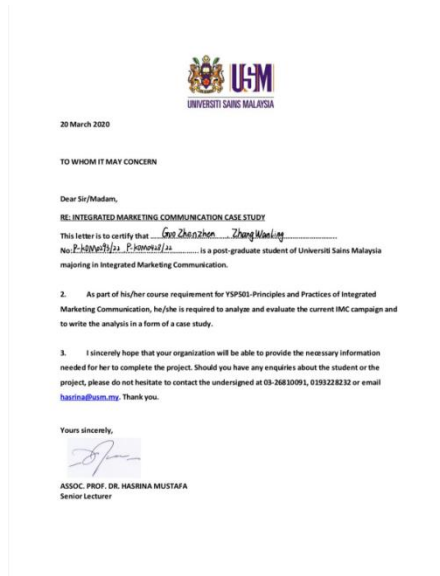 USM
UNIVERSITI SAINS MALAYSIA
20 March 2020
TO WHOM IT MAY CONCERN
Dear Sir/Madam,
RE: INTEGRATED MARKETING COMMUNICATION CASE STUDY
This letter is to certify that ......Guo Zhenzhen , Zhang Wanling..................
No:P-KOM0295/22 , P-KOM0428/22............ is a post-graduate student of Universiti Sains Malaysia
majoring in Integrated Marketing Communication.
2. As part of his/her course requirement for YSP501-Principles and Practices of Integrated
Marketing Communication, he/she is required to analyze and evaluate the current IMC campaign and
to write the analysis in a form of a case study.
3. I sincerely hope that your organization will be able to provide the necessary information
needed for her to complete the project. Should you have any enquiries about the student or the
project, please do not hesitate to contact the undersigned at 03-26810091, 0193228232 or email
hasrina@usm.my. Thank you.
Yours sincerely,
ASSOC. PROF. DR. HASRINA MUSTAFA
Senior Lecturer